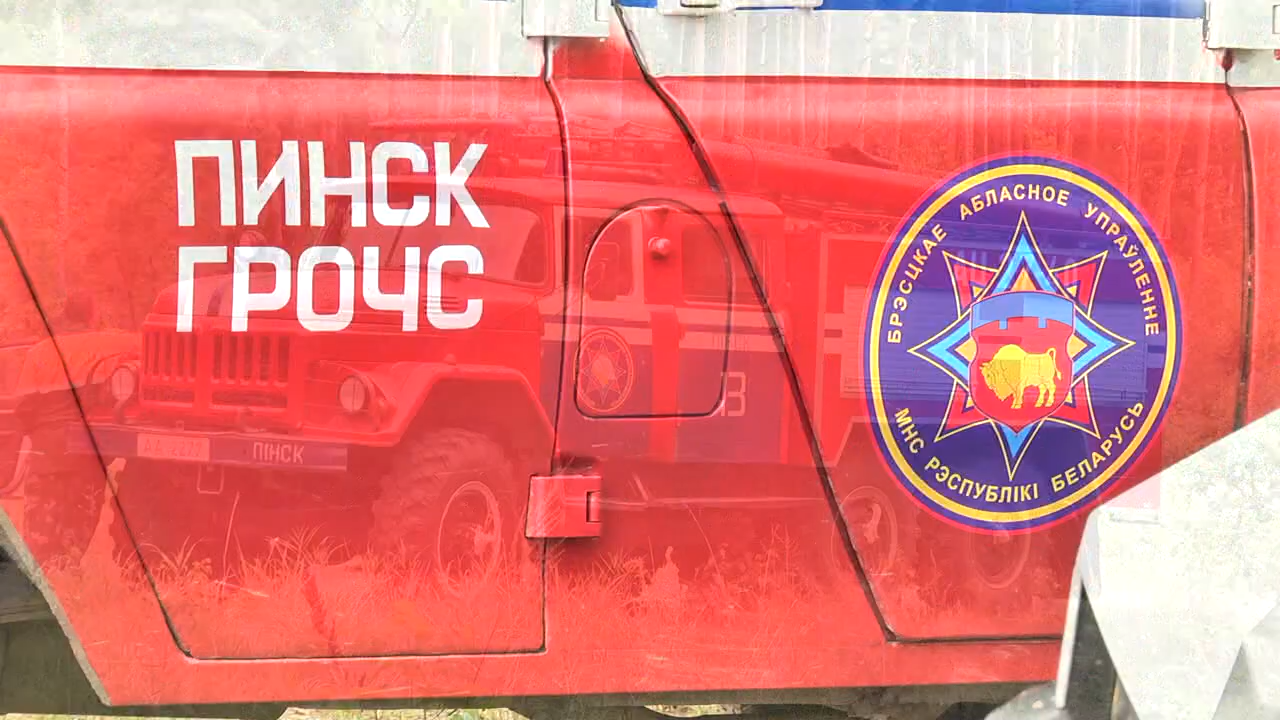 ПИНСК
ГРОЧС
БРЭСЦКАЕ АБЛАСНОЕ УПРАЎЛЕННЕ
МНС РЭСПУБЛІКІ БЕЛАРУСЬ
ПІНСК